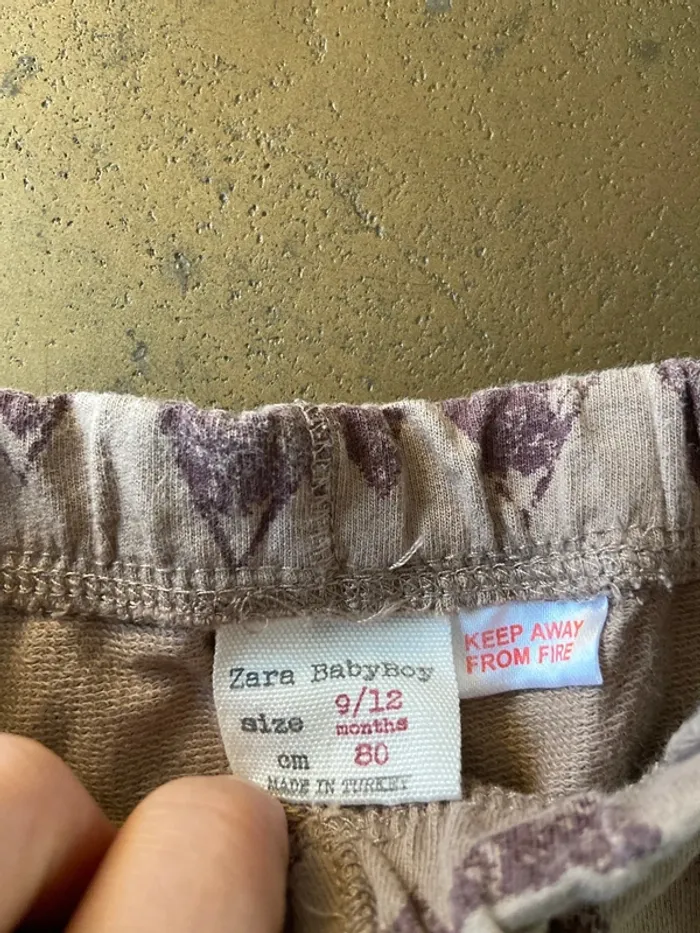 Zara BabyBoy
size 9/12 months
cm 80
MADE IN TURKEY
KEEP AWAY
FROM FIRE